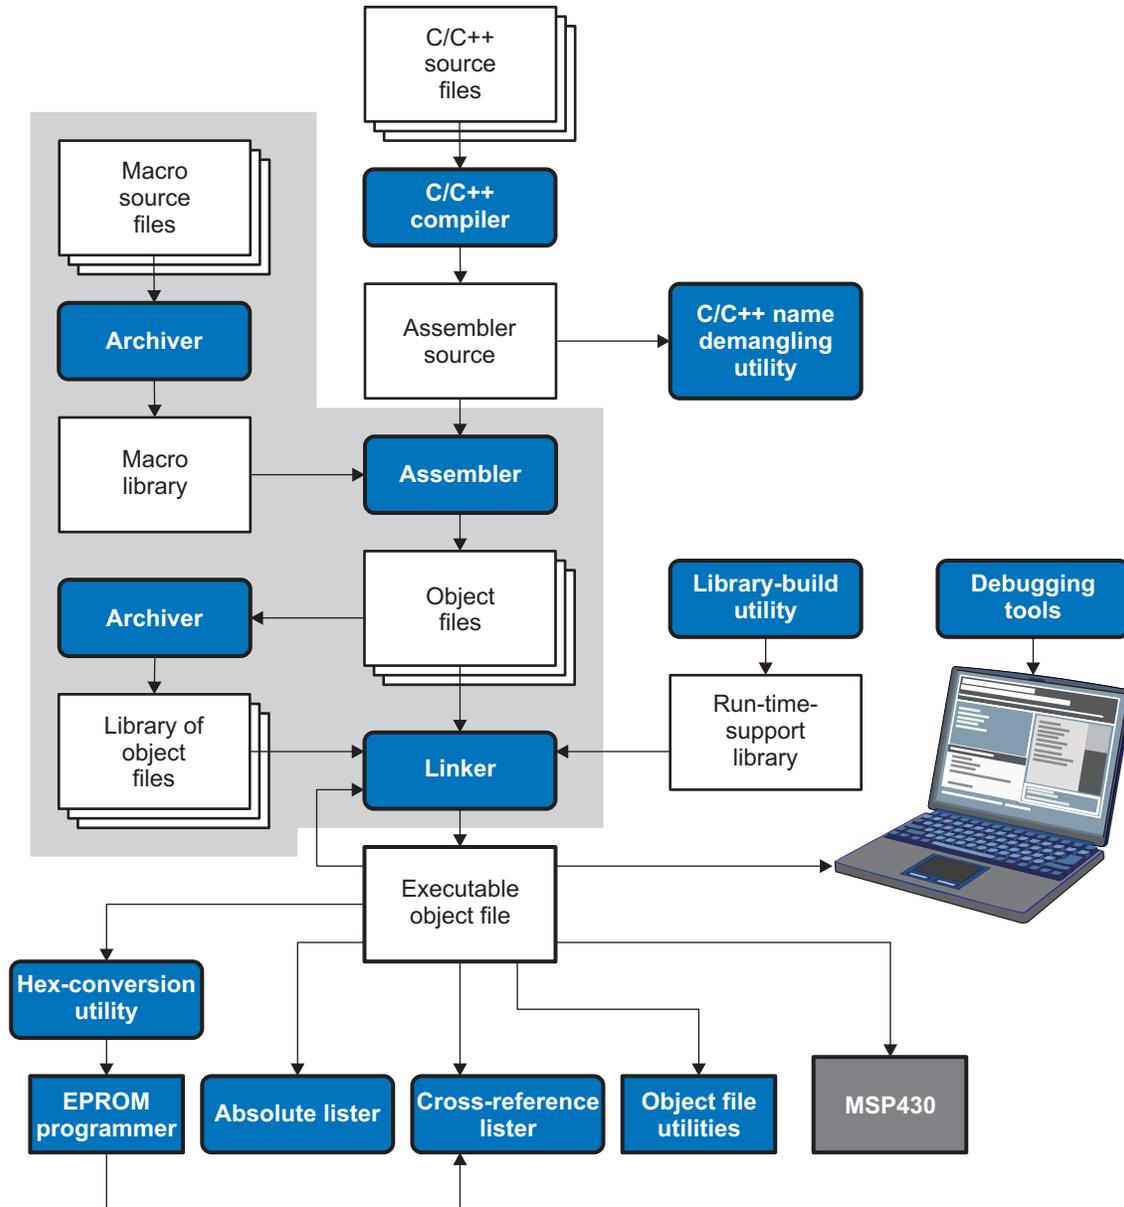 C/C++
source
files
Macro
source
files
C/C++
compiler
Archiver
Assembler
source
C/C++ name
demangling
utility
Macro
library
Assembler
Archiver
Object
files
Library-build
utility
Debugging
tools
Library of
object
files
Linker
Run-time-
support
library
Executable
object file
Hex-conversion
utility
EPROM
programmer
Absolute lister
Cross-reference
lister
Object file
utilities
MSP430